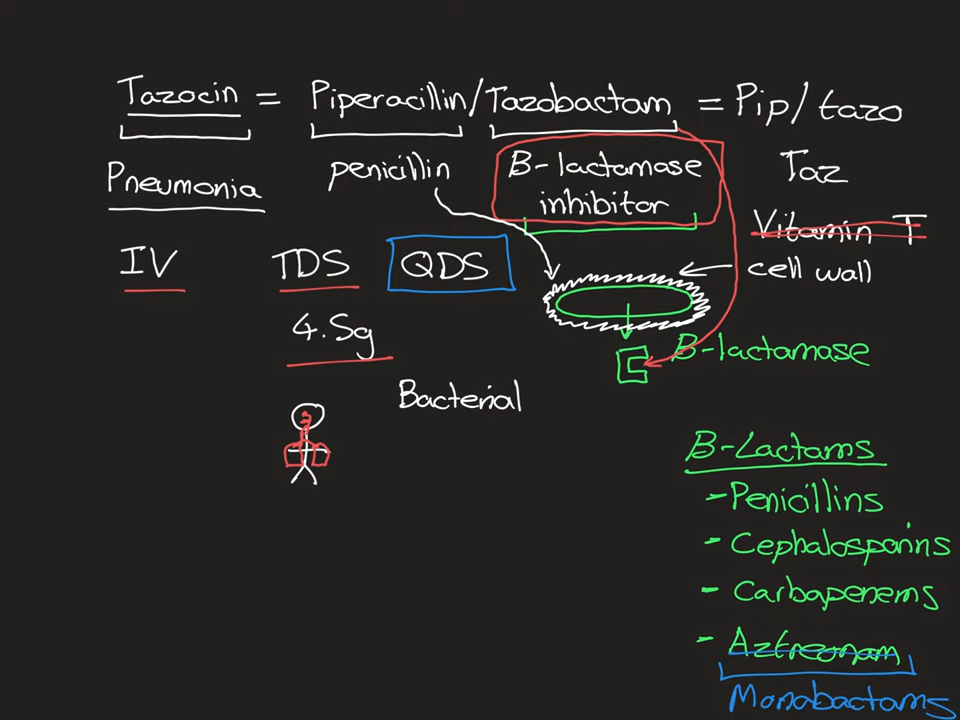 Tazocin = Piperacillin/Tazobactam = Pip/tazo
Pneumonia
penicillin
B-lactamase
inhibitor
Taz
Vitamin T
cell wall
IV
TDS
QDS
4.5g
B-lactamase
Bacterial
B-Lactams
- Penicillins
- Cephalosporins
- Carbapenems
- Aztreonam
Monobactams